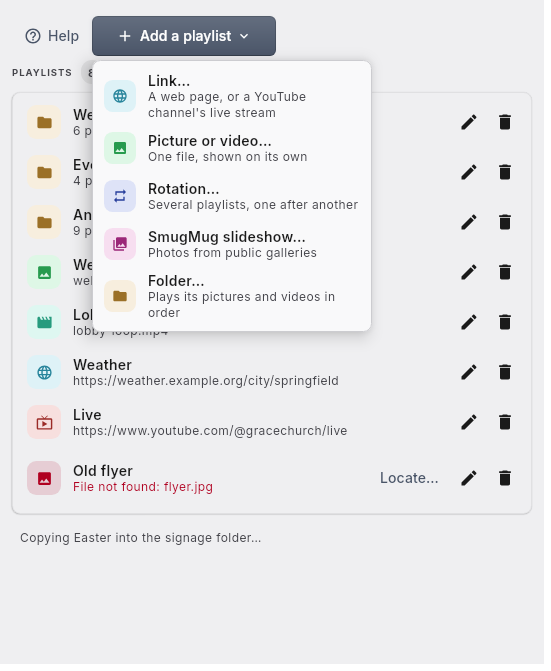 Help
Add a playlist
PLAYLISTS
Link...
A web page, or a YouTube
channel's live stream
Picture or video...
One file, shown on its own
Rotation...
Several playlists, one after another
SmugMug slideshow...
Photos from public galleries
Folder...
Plays its pictures and videos in
order
Weather
https://weather.example.org/city/springfield
Live
https://www.youtube.com/@gracechurch/live
Old flyer
File not found: flyer.jpg
Locate...
Copying Easter into the signage folder...